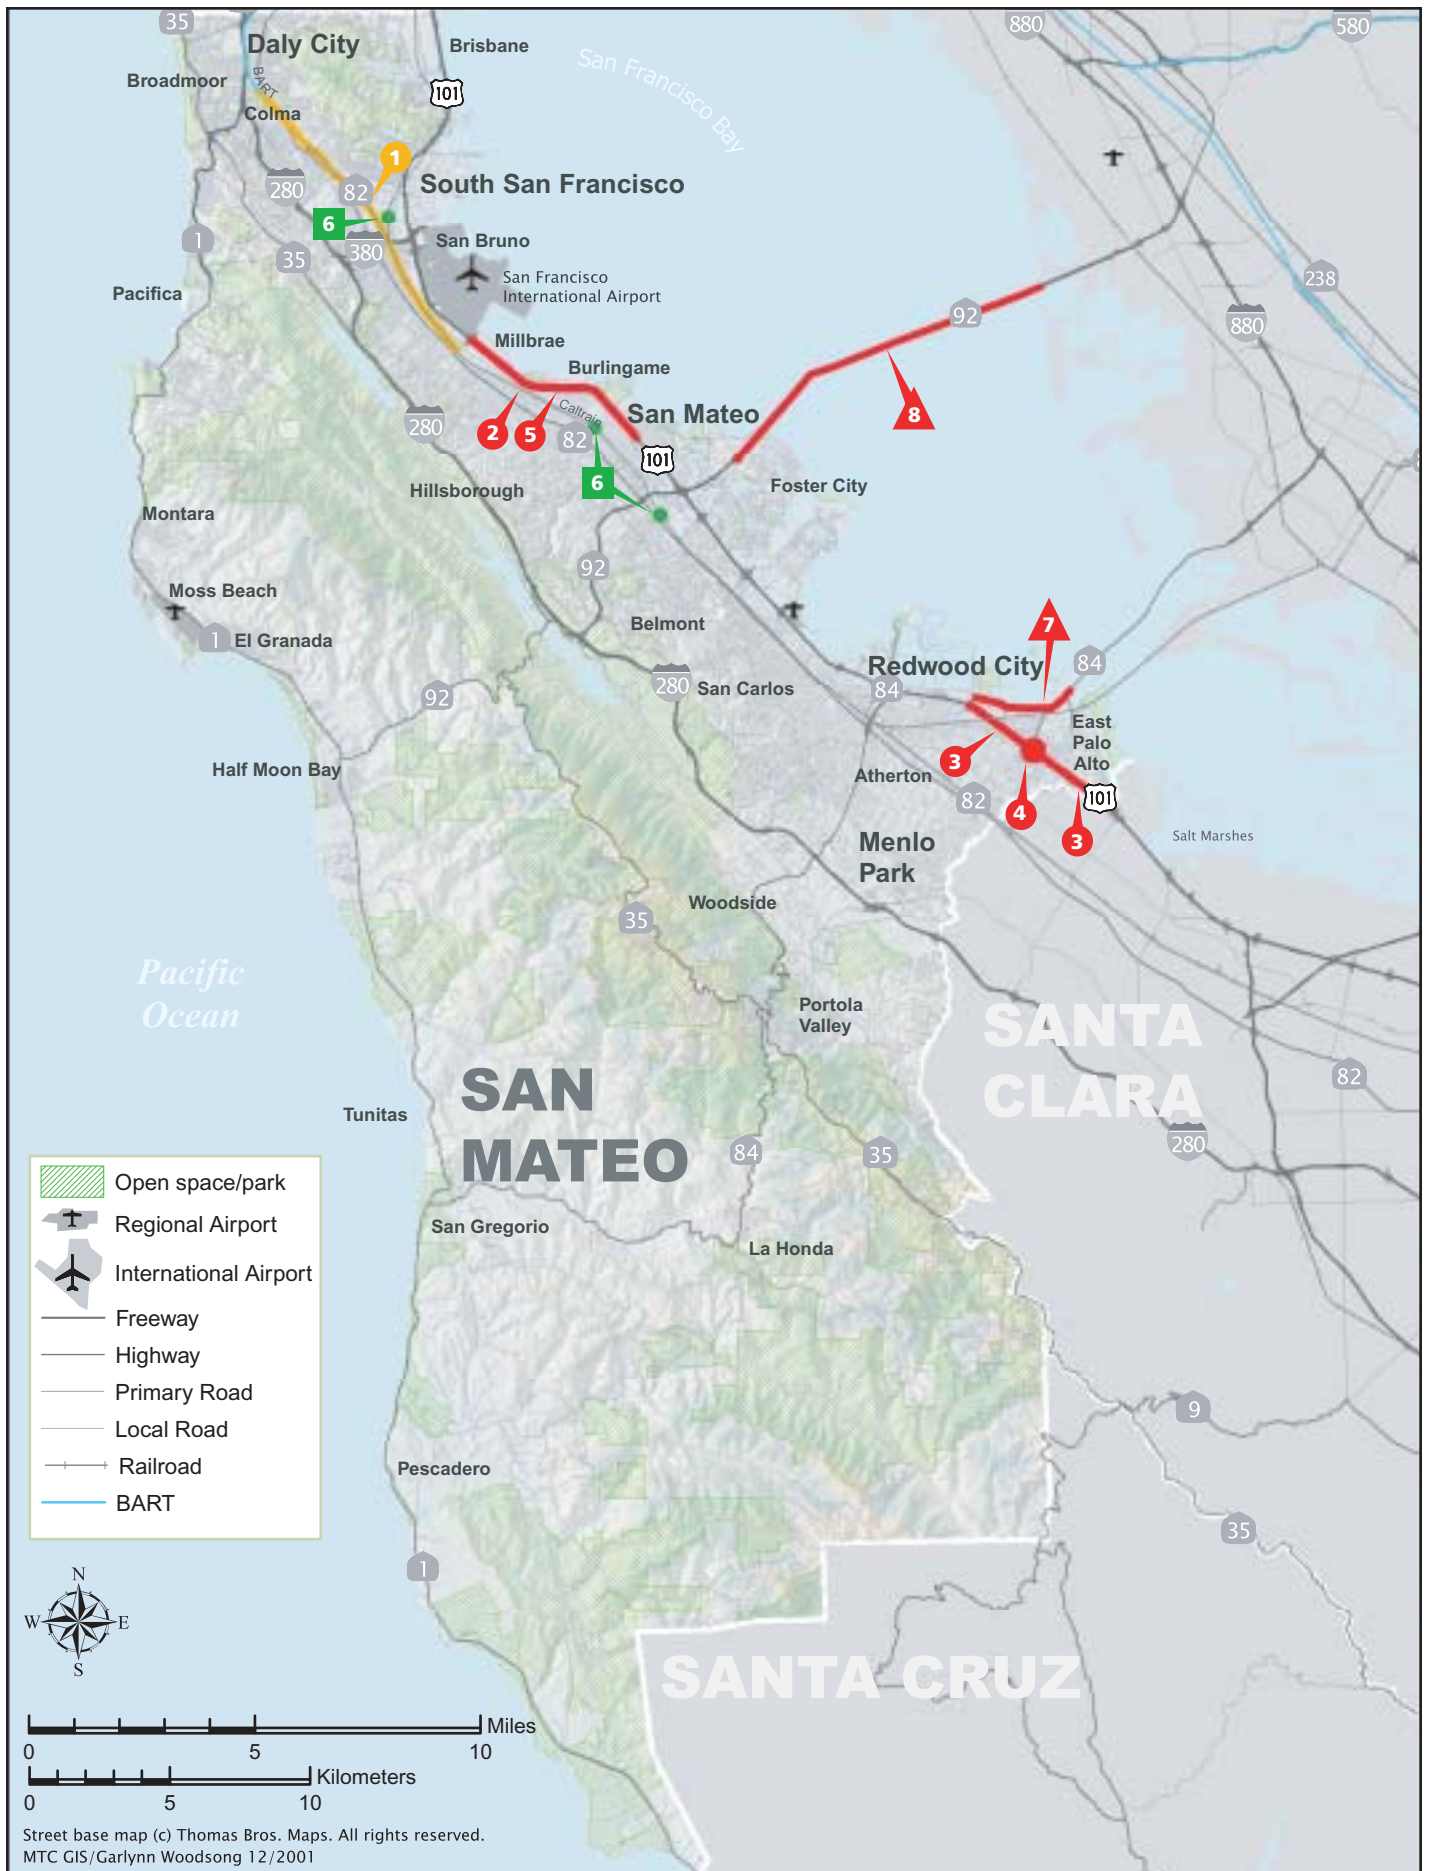 35
Daly City
Brisbane
880
580
San Francisco Bay
Broadmoor
BART
101
Colma
1
280
82
South San Francisco
6
1
35
380
San Bruno
238
San Francisco
International Airport
Pacifica
92
880
Millbrae
Burlingame
280
Caltrain
San Mateo
8
2
5
82
101
6
Foster City
Hillsborough
Montara
92
Moss Beach
1
El Granada
Belmont
7
Redwood City
84
280
San Carlos
84
92
East
Palo
Alto
3
Half Moon Bay
Atherton
82
101
4
3
Menlo
Park
Salt Marshes
Woodside
35
Pacific
Ocean
Portola
Valley
SANTA
CLARA
82
SAN
MATEO
Tunitas
84
35
280
San Gregorio
La Honda
Open space/park
Regional Airport
International Airport
Freeway
Highway
Primary Road
Local Road
Railroad
BART
9
Pescadero
35
1
N
W
E
S
SANTA CRUZ
Miles
0
5
10
Kilometers
0
5
10
Street base map (c) Thomas Bros. Maps. All rights reserved.
MTC GIS/Garlynn Woodsong 12/2001